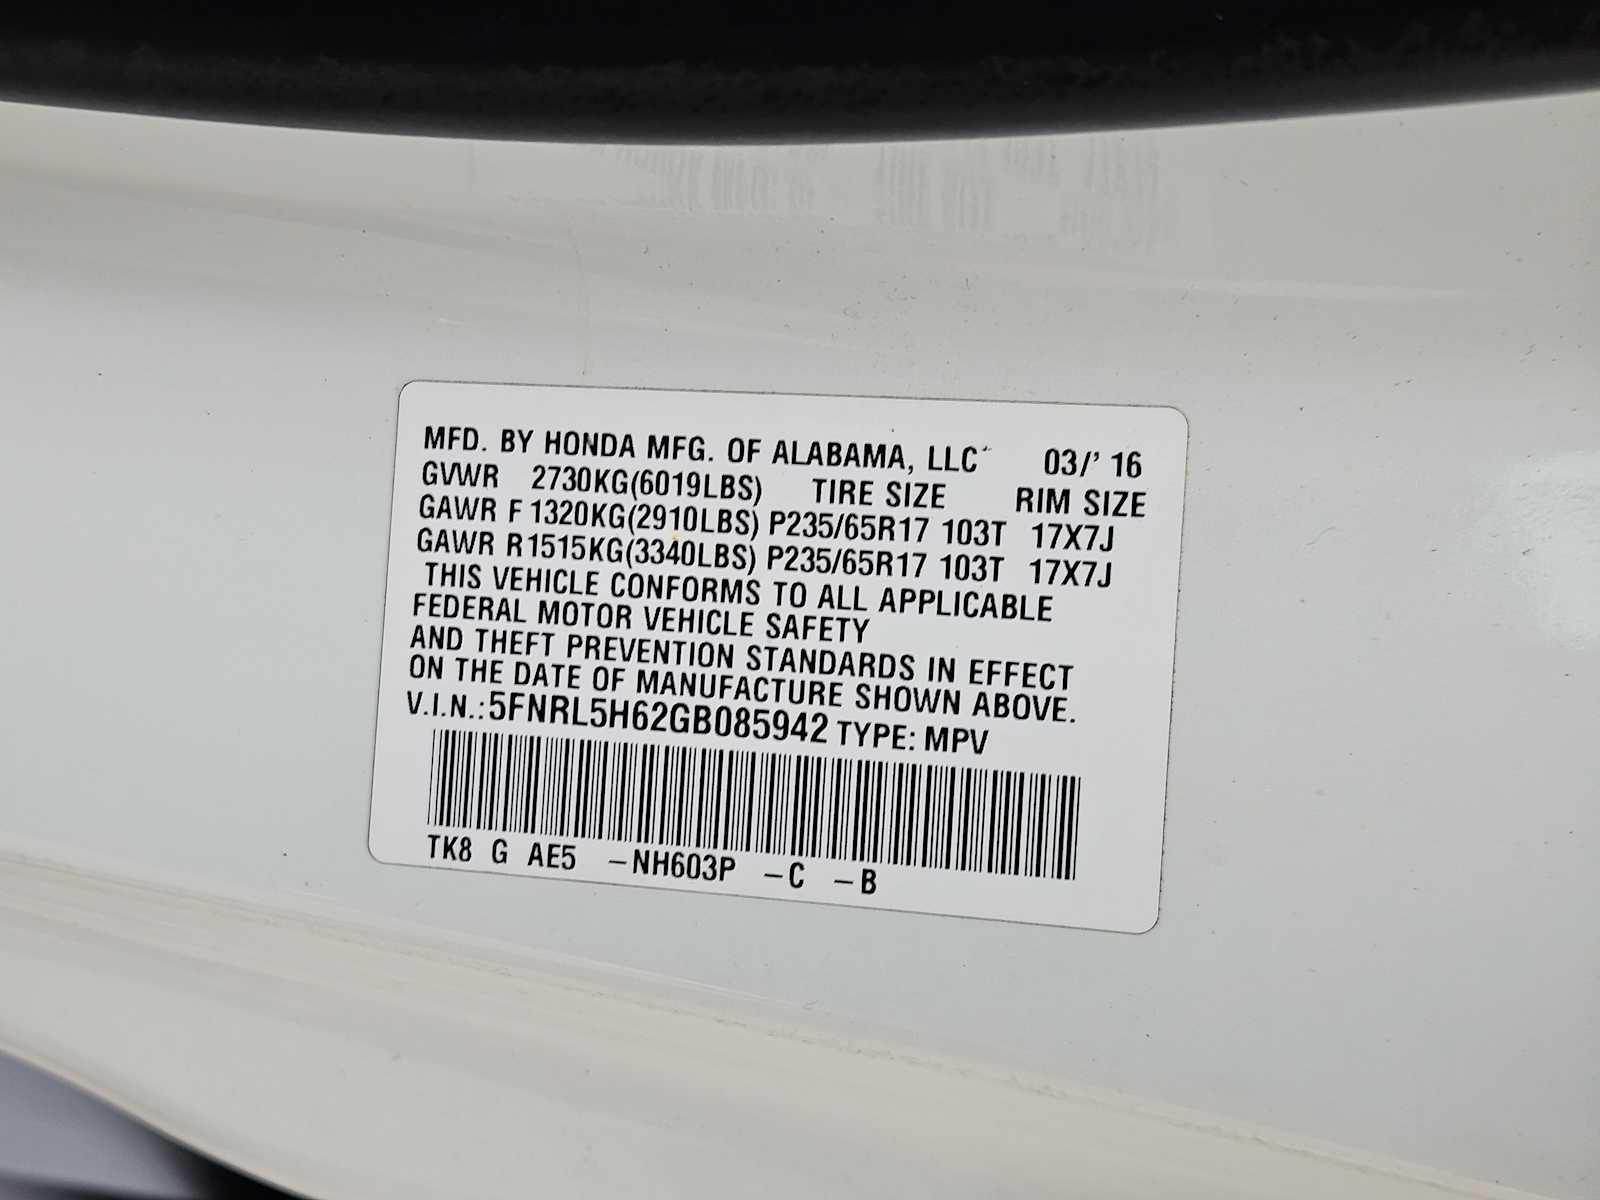 MFD. BY HONDA MFG. OF ALABAMA, LLC 03/' 16
GVWR 2730KG(6019LBS) TIRE SIZE RIM SIZE
GAWR F 1320KG(2910LBS) P235/65R17 103T 17X7J
GAWR R1515KG(3340LBS) P235/65R17 103T 17X7J
THIS VEHICLE CONFORMS TO ALL APPLICABLE
FEDERAL MOTOR VEHICLE SAFETY
AND THEFT PREVENTION STANDARDS IN EFFECT
ON THE DATE OF MANUFACTURE SHOWN ABOVE.
V.I.N.:5FNRL5H62GB085942 TYPE: MPV
TK8 G AE5 –NH603P –C –B